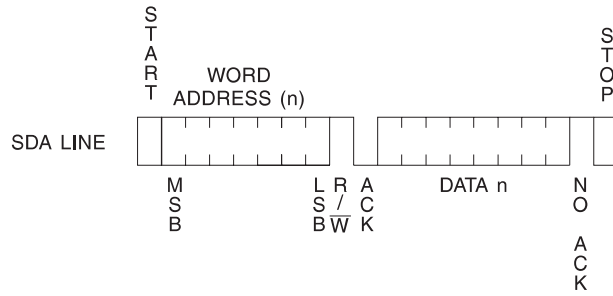 START
STOP
WORD
ADDRESS (n)
SDA LINE
MSB
LSB
R/W
ACK
DATA n
NO ACK